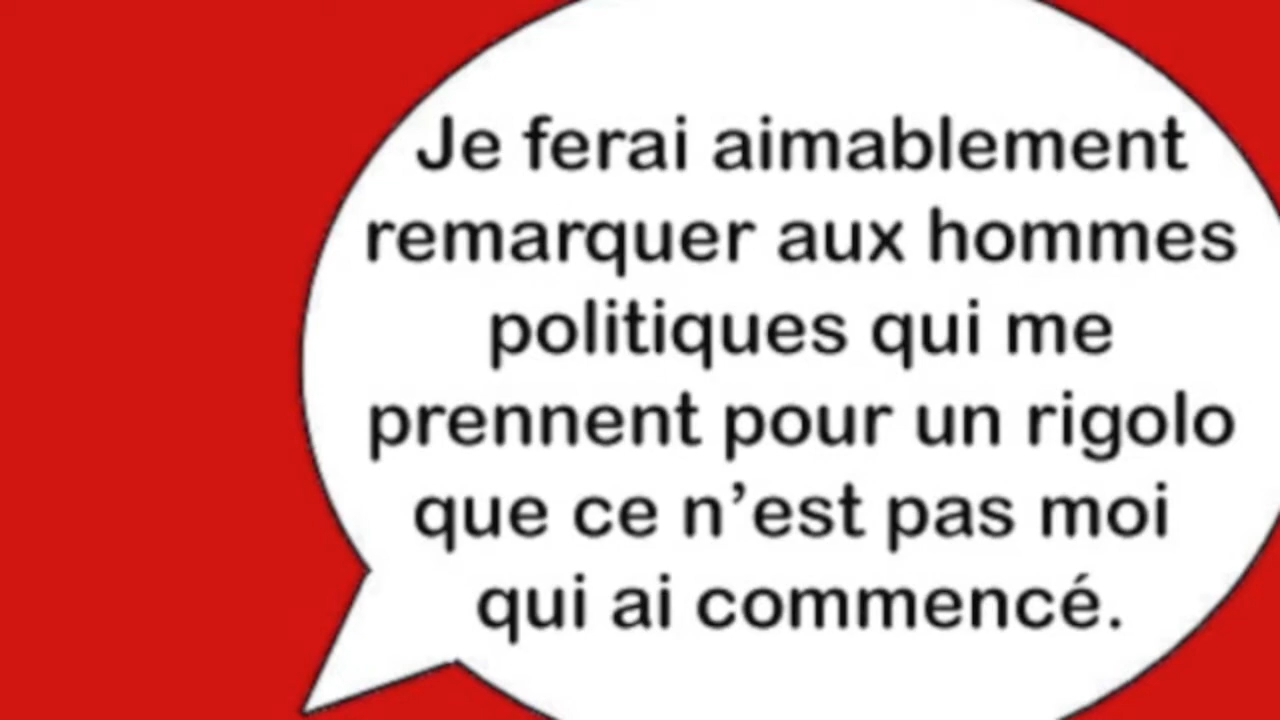 Je ferai aimablement
remarquer aux hommes
politiques qui me
prennent pour un rigolo
que ce n’est pas moi
qui ai commencé.